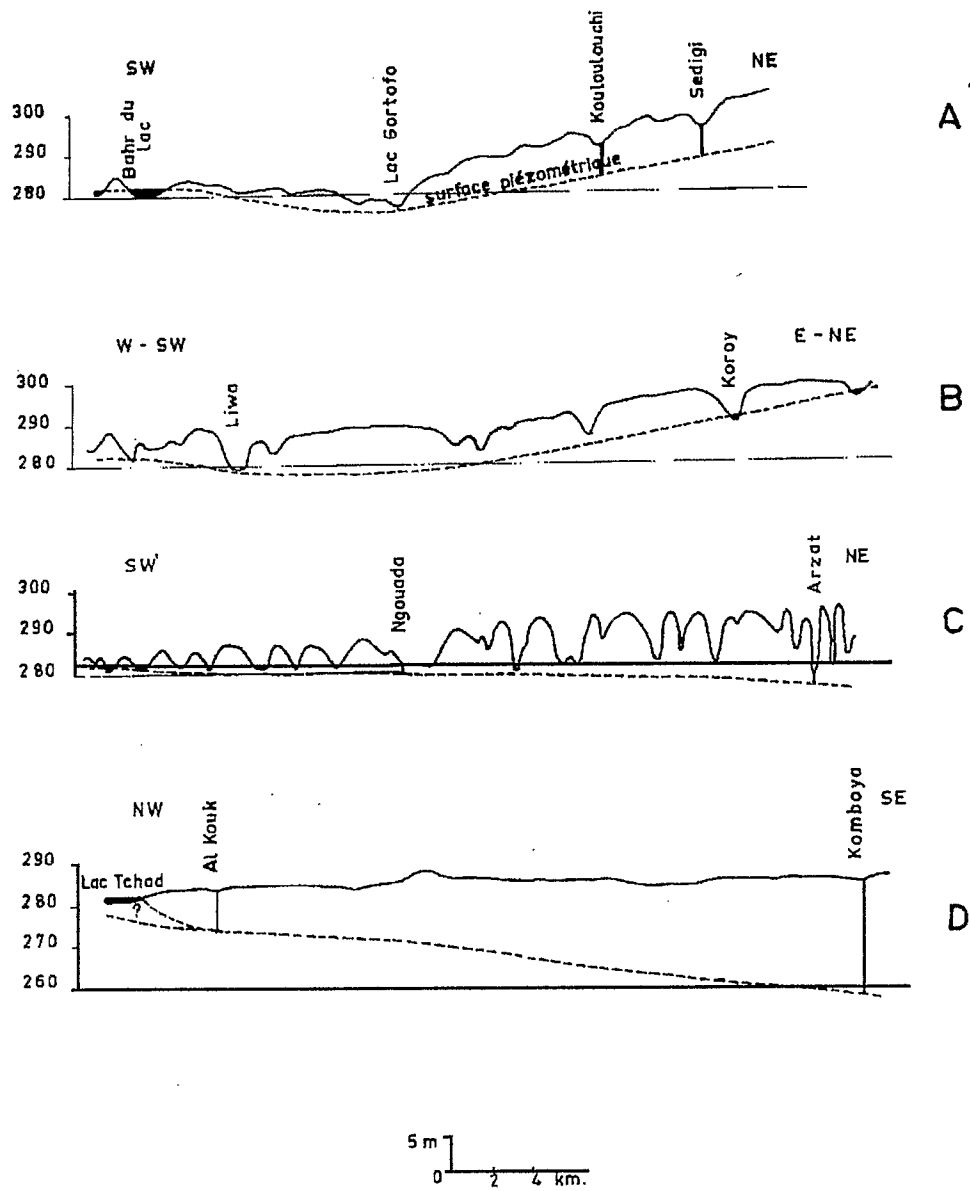 SW
Bahr du
Lac
Lac Gortofo
Kouloulouchi
Sedigi
NE
A
300
290
280
surface piézométrique
W - SW
E - NE
Liwa
Koroy
B
300
290
280
SW'
NE
Ngouada
Arzat
C
300
290
280
NW
SE
Al Kouk
Komboya
D
290
280
270
260
Lac Tchad
?
5 m
0 2 4 km.